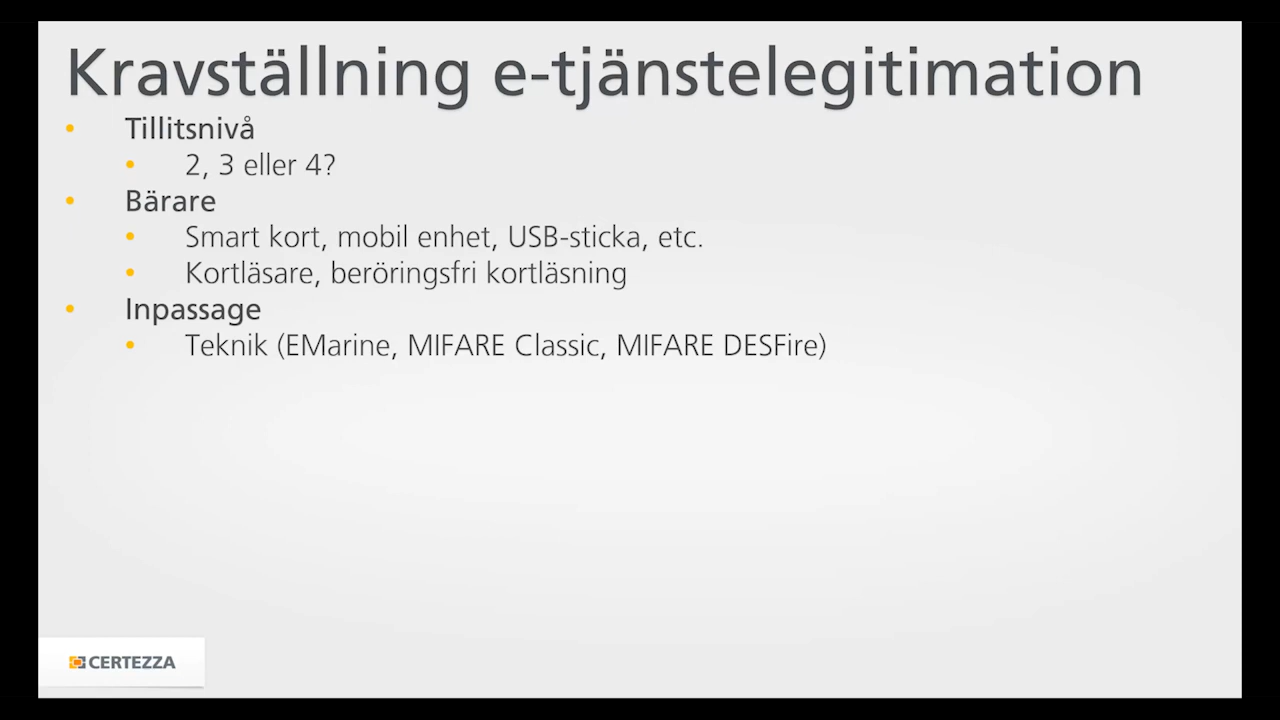 Kravställning e-tjänstelegitimation
• Tillitsnivå
• 2, 3 eller 4?
• Bärare
• Smart kort, mobil enhet, USB-sticka, etc.
• Kortläsare, beröringsfri kortläsning
• Inpassage
• Teknik (EMarine, MIFARE Classic, MIFARE DESFire)
CERTEZZA